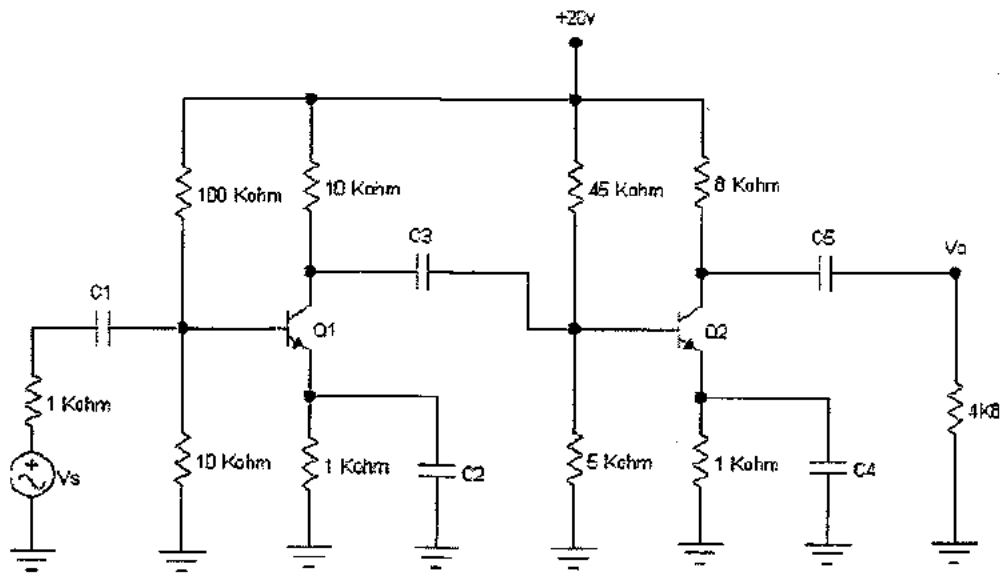 +20v
100 Kohm
10 Kohm
45 Kohm
8 Kohm
C3
C5
Vo
C1
Q1
Q2
1 Kohm
4K8
Vs
10 Kohm
1 Kohm
C2
5 Kohm
1 Kohm
C4